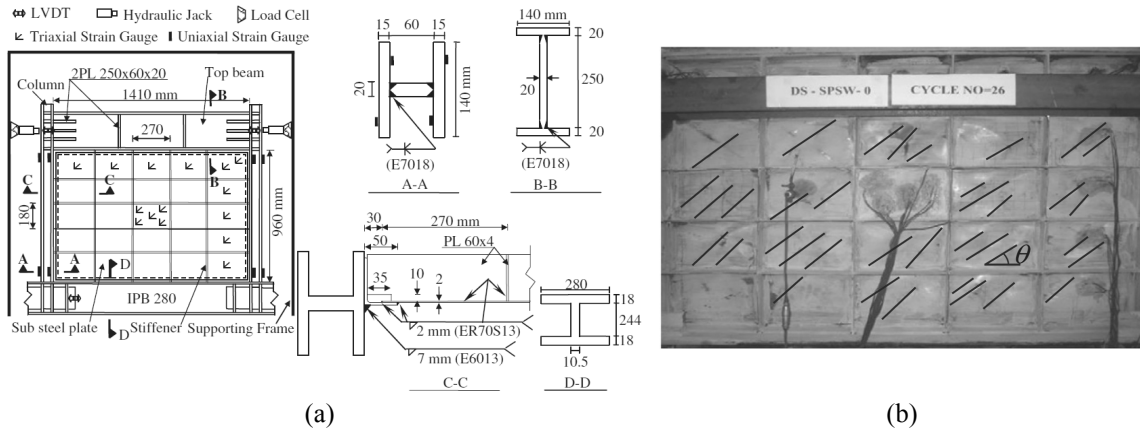 LVDT Hydraulic Jack Load Cell
Triaxial Strain Gauge Uniaxial Strain Gauge
2PL 250x60x20
Column
Top beam
1410 mm
B
270
B
C
C
180
960 mm
A
A
D
IPB 280
Sub steel plate
D
Stiffener Supporting Frame
15 60 15
20
140 mm
(E7018)
A-A
140 mm
20
250
20
20
(E7018)
B-B
30
270 mm
50
PL 60x4
35
10
2
2 mm (ER70S13)
7 mm (E6013)
C-C
280
18
244
18
10.5
D-D
(a)
DS - SPSW- 0 CYCLE NO=26
θ
(b)